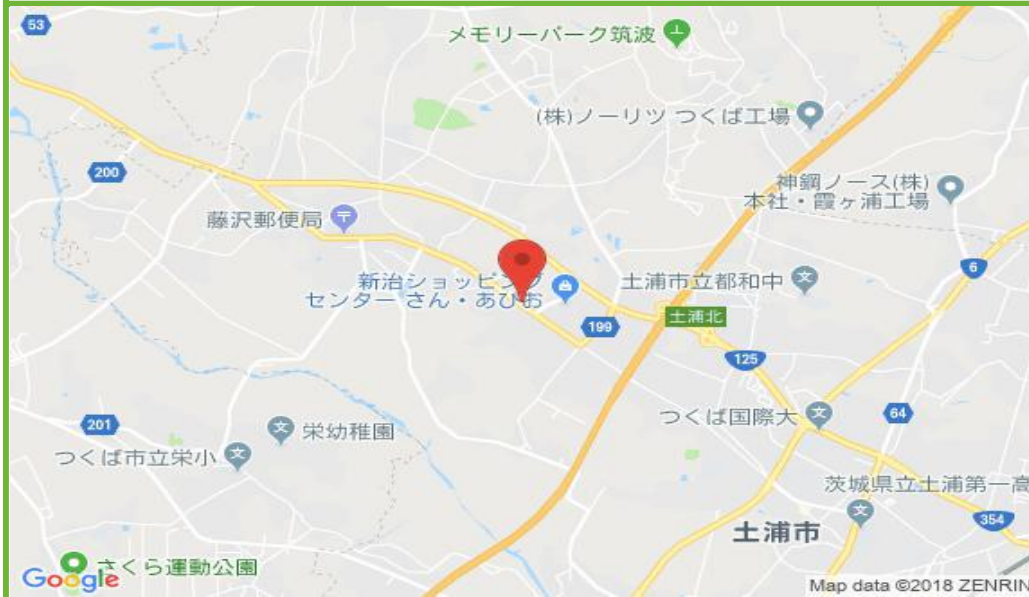 53
メモリーパーク筑波
(株)ノーリツ つくば工場
200
神鋼ノース(株)
本社・霞ヶ浦工場
藤沢郵便局
6
新治ショッピング
センター さん・あぴお
土浦市立都和中
土浦北
199
125
201
栄幼稚園
つくば国際大
64
つくば市立栄小
茨城県立土浦第一高
354
土浦市
さくら運動公園
Google
Map data ©2018 ZENRIN